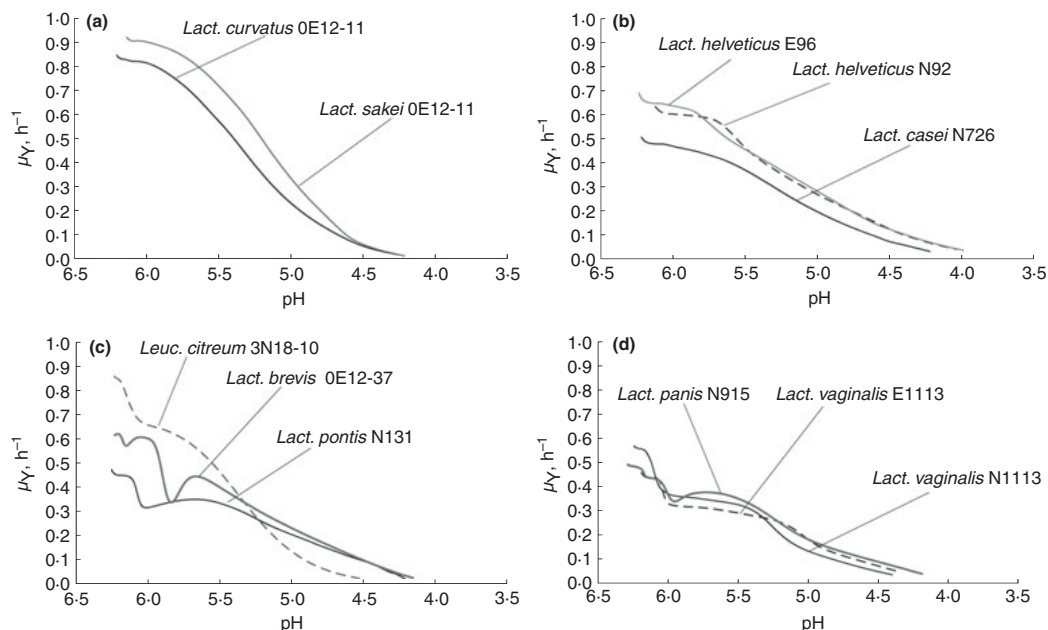 (a)
Lact. curvatus 0E12-11
Lact. sakei 0E12-11
1·0
0·9
0·8
0·7
0·6
0·5
0·4
0·3
0·2
0·1
0·0
μγ, h⁻¹
6·5 6·0 5·5 5·0 4·5 4·0 3·5
pH
(b)
Lact. helveticus E96
Lact. helveticus N92
Lact. casei N726
1·0
0·9
0·8
0·7
0·6
0·5
0·4
0·3
0·2
0·1
0·0
μγ, h⁻¹
6·5 6·0 5·5 5·0 4·5 4·0 3·5
pH
(c)
Leuc. citreum 3N18-10
Lact. brevis 0E12-37
Lact. pontis N131
1·0
0·9
0·8
0·7
0·6
0·5
0·4
0·3
0·2
0·1
0·0
μγ, h⁻¹
6·5 6·0 5·5 5·0 4·5 4·0 3·5
pH
(d)
Lact. panis N915
Lact. vaginalis E1113
Lact. vaginalis N1113
1·0
0·9
0·8
0·7
0·6
0·5
0·4
0·3
0·2
0·1
0·0
μγ, h⁻¹
6·5 6·0 5·5 5·0 4·5 4·0 3·5
pH